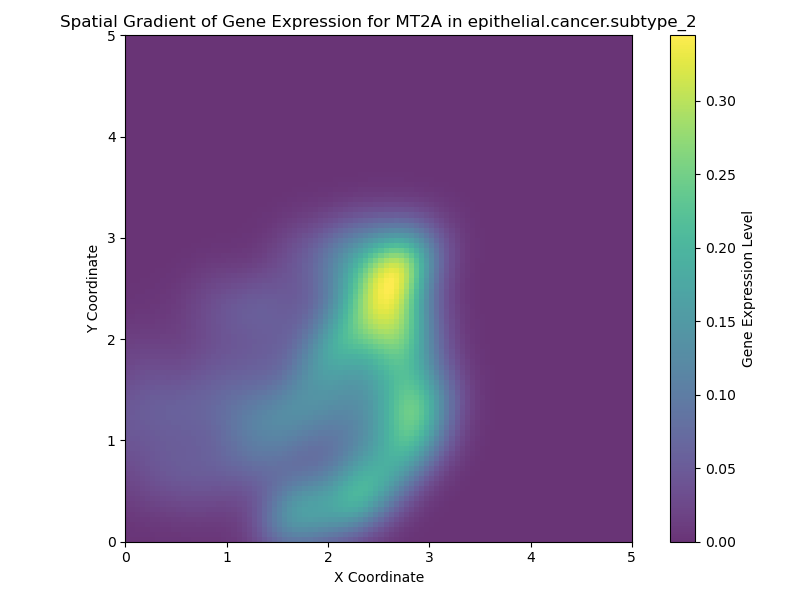 Spatial Gradient of Gene Expression for MT2A in epithelial.cancer.subtype_2
5
4
3
2
1
0
Y Coordinate
0 1 2 3 4 5
X Coordinate
0.30
0.25
0.20
0.15
0.10
0.05
0.00
Gene Expression Level